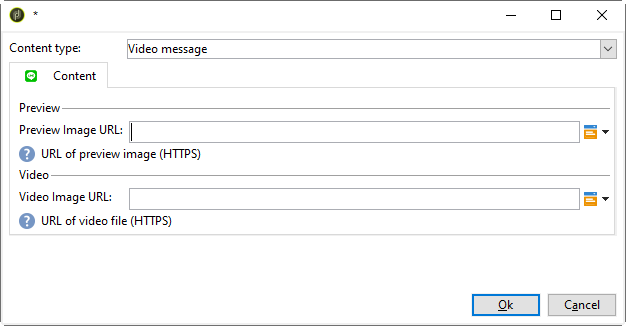 *
Content type: Video message
Content
Preview
Preview Image URL:
? URL of preview image (HTTPS)
Video
Video Image URL:
? URL of video file (HTTPS)
Ok Cancel